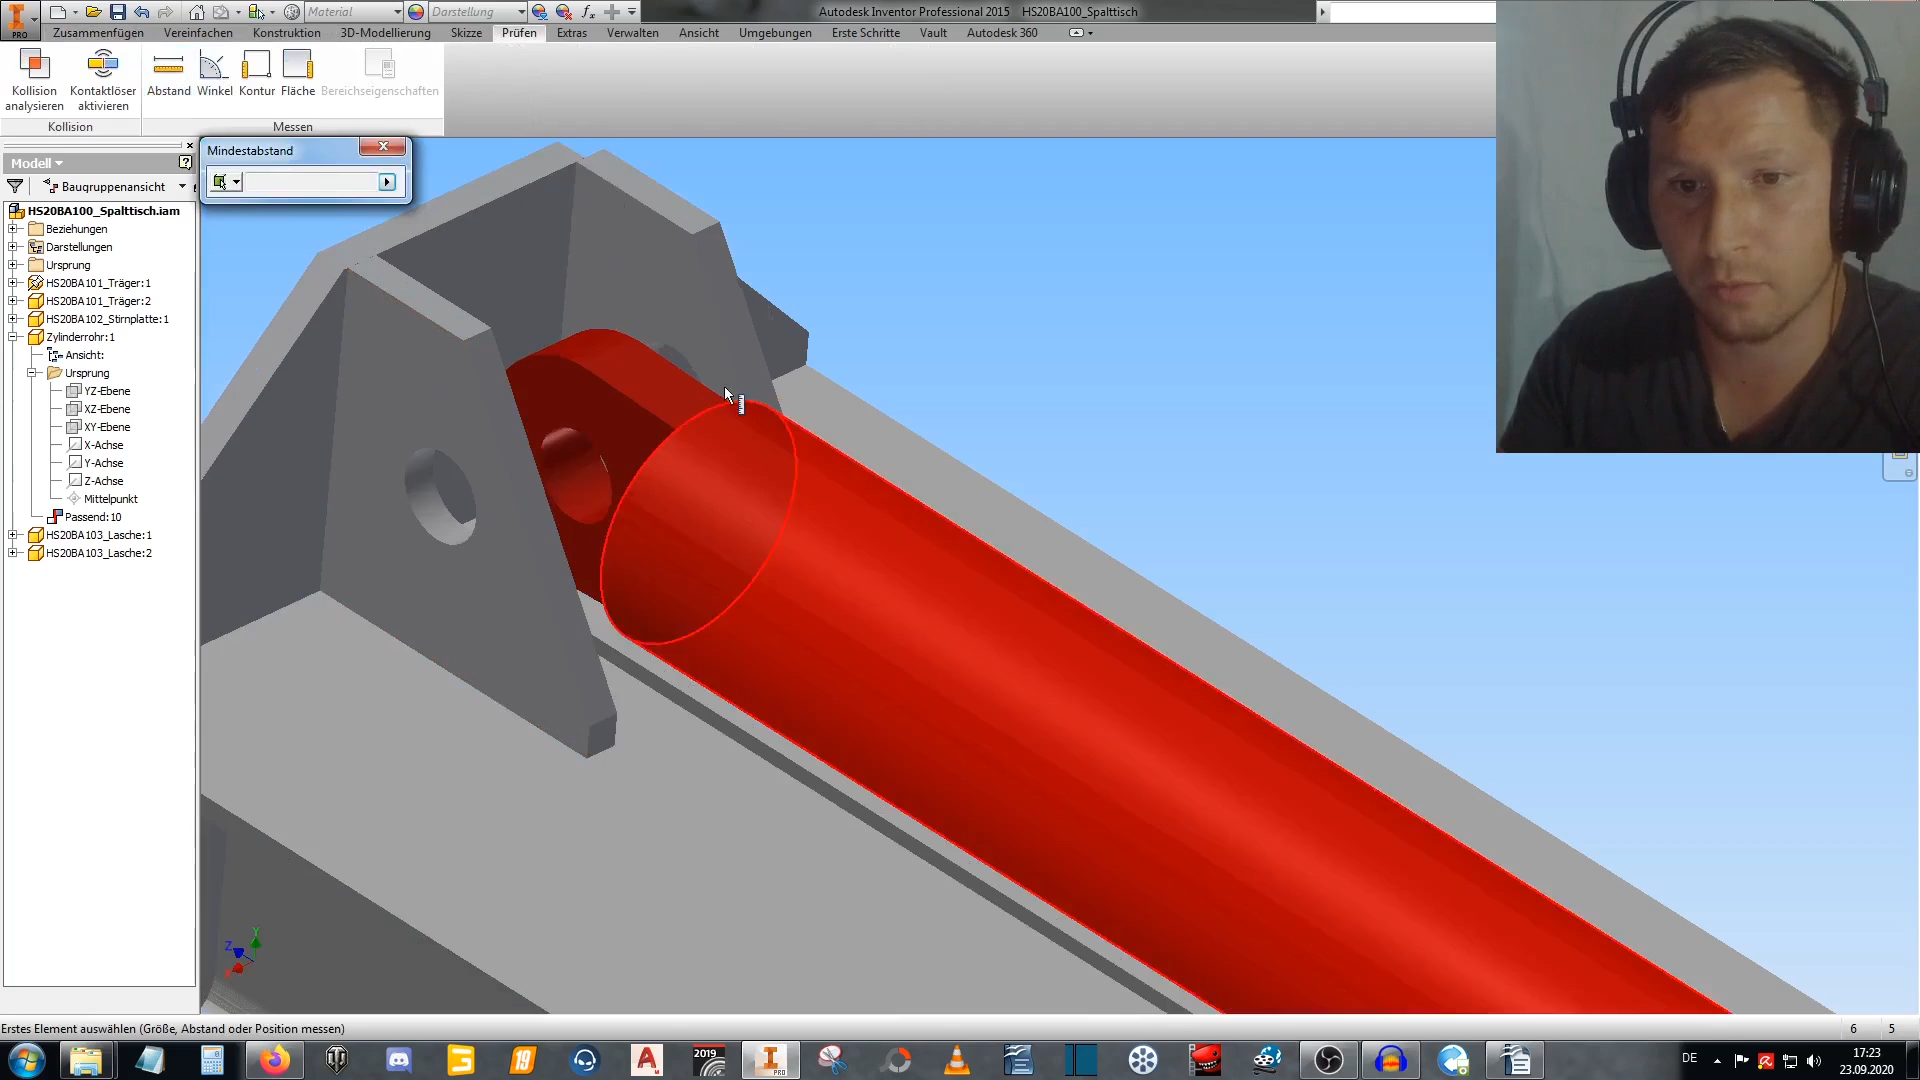 Material
Darstellung
Autodesk Inventor Professional 2015 HS20BA100_Spalttisch
PRO
Zusammenfügen Vereinfachen Konstruktion 3D-Modellierung Skizze Prüfen Extras Verwalten Ansicht Umgebungen Erste Schritte Vault Autodesk 360
Kollision analysieren
Kontaktlöser aktivieren
Abstand Winkel Kontur Fläche Bereichseigenschaften
Kollision Messen
Mindestabstand
Modell
Baugruppenansicht
HS20BA100_Spalttisch.iam
Beziehungen
Darstellungen
Ursprung
HS20BA101_Träger:1
HS20BA101_Träger:2
HS20BA102_Stirnplatte:1
Zylinderrohr:1
Ansicht:
Ursprung
YZ-Ebene
XZ-Ebene
XY-Ebene
X-Achse
Y-Achse
Z-Achse
Mittelpunkt
Passend:10
HS20BA103_Lasche:1
HS20BA103_Lasche:2
Y
Z
X
Erstes Element auswählen (Größe, Abstand oder Position messen)
6 5
19
2019
PRO
DE
17:23
23.09.2020